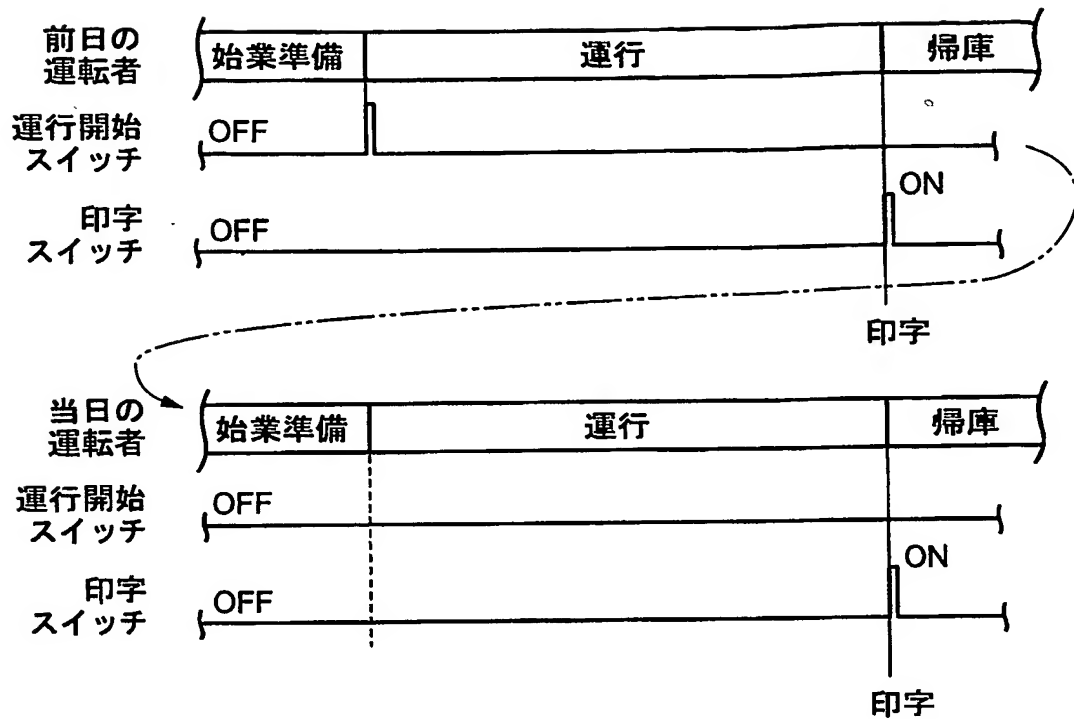 前日の
運転者
始業準備
運行
帰庫
運行開始
スイッチ
OFF
印字
スイッチ
OFF
ON
印字
当日の
運転者
始業準備
運行
帰庫
運行開始
スイッチ
OFF
印字
スイッチ
OFF
ON
印字